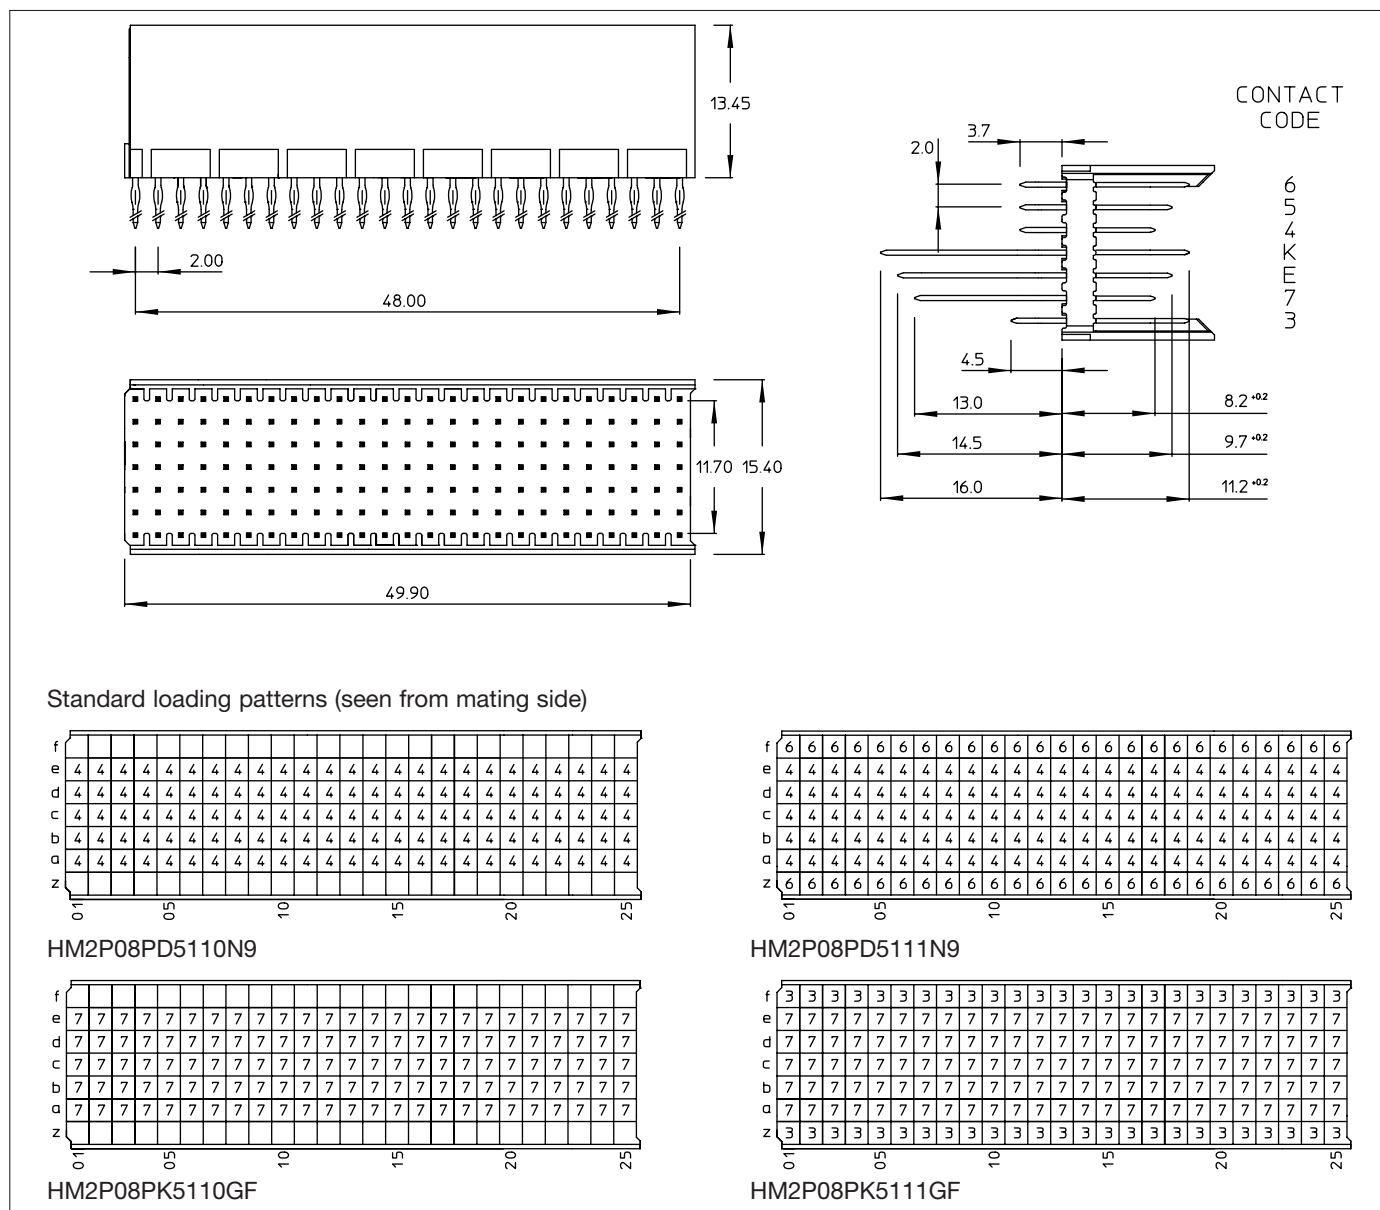 13.45
2.00
48.00
11.70 15.40
49.90
CONTACT
CODE
3.7
2.0
6
5
4
K
E
7
3
4.5
13.0
8.2 +0.2
14.5
9.7 +0.2
16.0
11.2 +0.2
Standard loading patterns (seen from mating side)
f
e 4 4 4 4 4 4 4 4 4 4 4 4 4 4 4 4 4 4 4 4 4 4 4 4 4
d 4 4 4 4 4 4 4 4 4 4 4 4 4 4 4 4 4 4 4 4 4 4 4 4 4
c 4 4 4 4 4 4 4 4 4 4 4 4 4 4 4 4 4 4 4 4 4 4 4 4 4
b 4 4 4 4 4 4 4 4 4 4 4 4 4 4 4 4 4 4 4 4 4 4 4 4 4
a 4 4 4 4 4 4 4 4 4 4 4 4 4 4 4 4 4 4 4 4 4 4 4 4 4
z
01 05 10 15 20 25
HM2P08PD5110N9
f 6 6 6 6 6 6 6 6 6 6 6 6 6 6 6 6 6 6 6 6 6 6 6 6 6
e 4 4 4 4 4 4 4 4 4 4 4 4 4 4 4 4 4 4 4 4 4 4 4 4 4
d 4 4 4 4 4 4 4 4 4 4 4 4 4 4 4 4 4 4 4 4 4 4 4 4 4
c 4 4 4 4 4 4 4 4 4 4 4 4 4 4 4 4 4 4 4 4 4 4 4 4 4
b 4 4 4 4 4 4 4 4 4 4 4 4 4 4 4 4 4 4 4 4 4 4 4 4 4
a 4 4 4 4 4 4 4 4 4 4 4 4 4 4 4 4 4 4 4 4 4 4 4 4 4
z 6 6 6 6 6 6 6 6 6 6 6 6 6 6 6 6 6 6 6 6 6 6 6 6 6
01 05 10 15 20 25
HM2P08PD5111N9
f
e 7 7 7 7 7 7 7 7 7 7 7 7 7 7 7 7 7 7 7 7 7 7 7 7 7
d 7 7 7 7 7 7 7 7 7 7 7 7 7 7 7 7 7 7 7 7 7 7 7 7 7
c 7 7 7 7 7 7 7 7 7 7 7 7 7 7 7 7 7 7 7 7 7 7 7 7 7
b 7 7 7 7 7 7 7 7 7 7 7 7 7 7 7 7 7 7 7 7 7 7 7 7 7
a 7 7 7 7 7 7 7 7 7 7 7 7 7 7 7 7 7 7 7 7 7 7 7 7 7
z
01 05 10 15 20 25
HM2P08PK5110GF
f 3 3 3 3 3 3 3 3 3 3 3 3 3 3 3 3 3 3 3 3 3 3 3 3 3
e 7 7 7 7 7 7 7 7 7 7 7 7 7 7 7 7 7 7 7 7 7 7 7 7 7
d 7 7 7 7 7 7 7 7 7 7 7 7 7 7 7 7 7 7 7 7 7 7 7 7 7
c 7 7 7 7 7 7 7 7 7 7 7 7 7 7 7 7 7 7 7 7 7 7 7 7 7
b 7 7 7 7 7 7 7 7 7 7 7 7 7 7 7 7 7 7 7 7 7 7 7 7 7
a 7 7 7 7 7 7 7 7 7 7 7 7 7 7 7 7 7 7 7 7 7 7 7 7 7
z 3 3 3 3 3 3 3 3 3 3 3 3 3 3 3 3 3 3 3 3 3 3 3 3 3
01 05 10 15 20 25
HM2P08PK5111GF